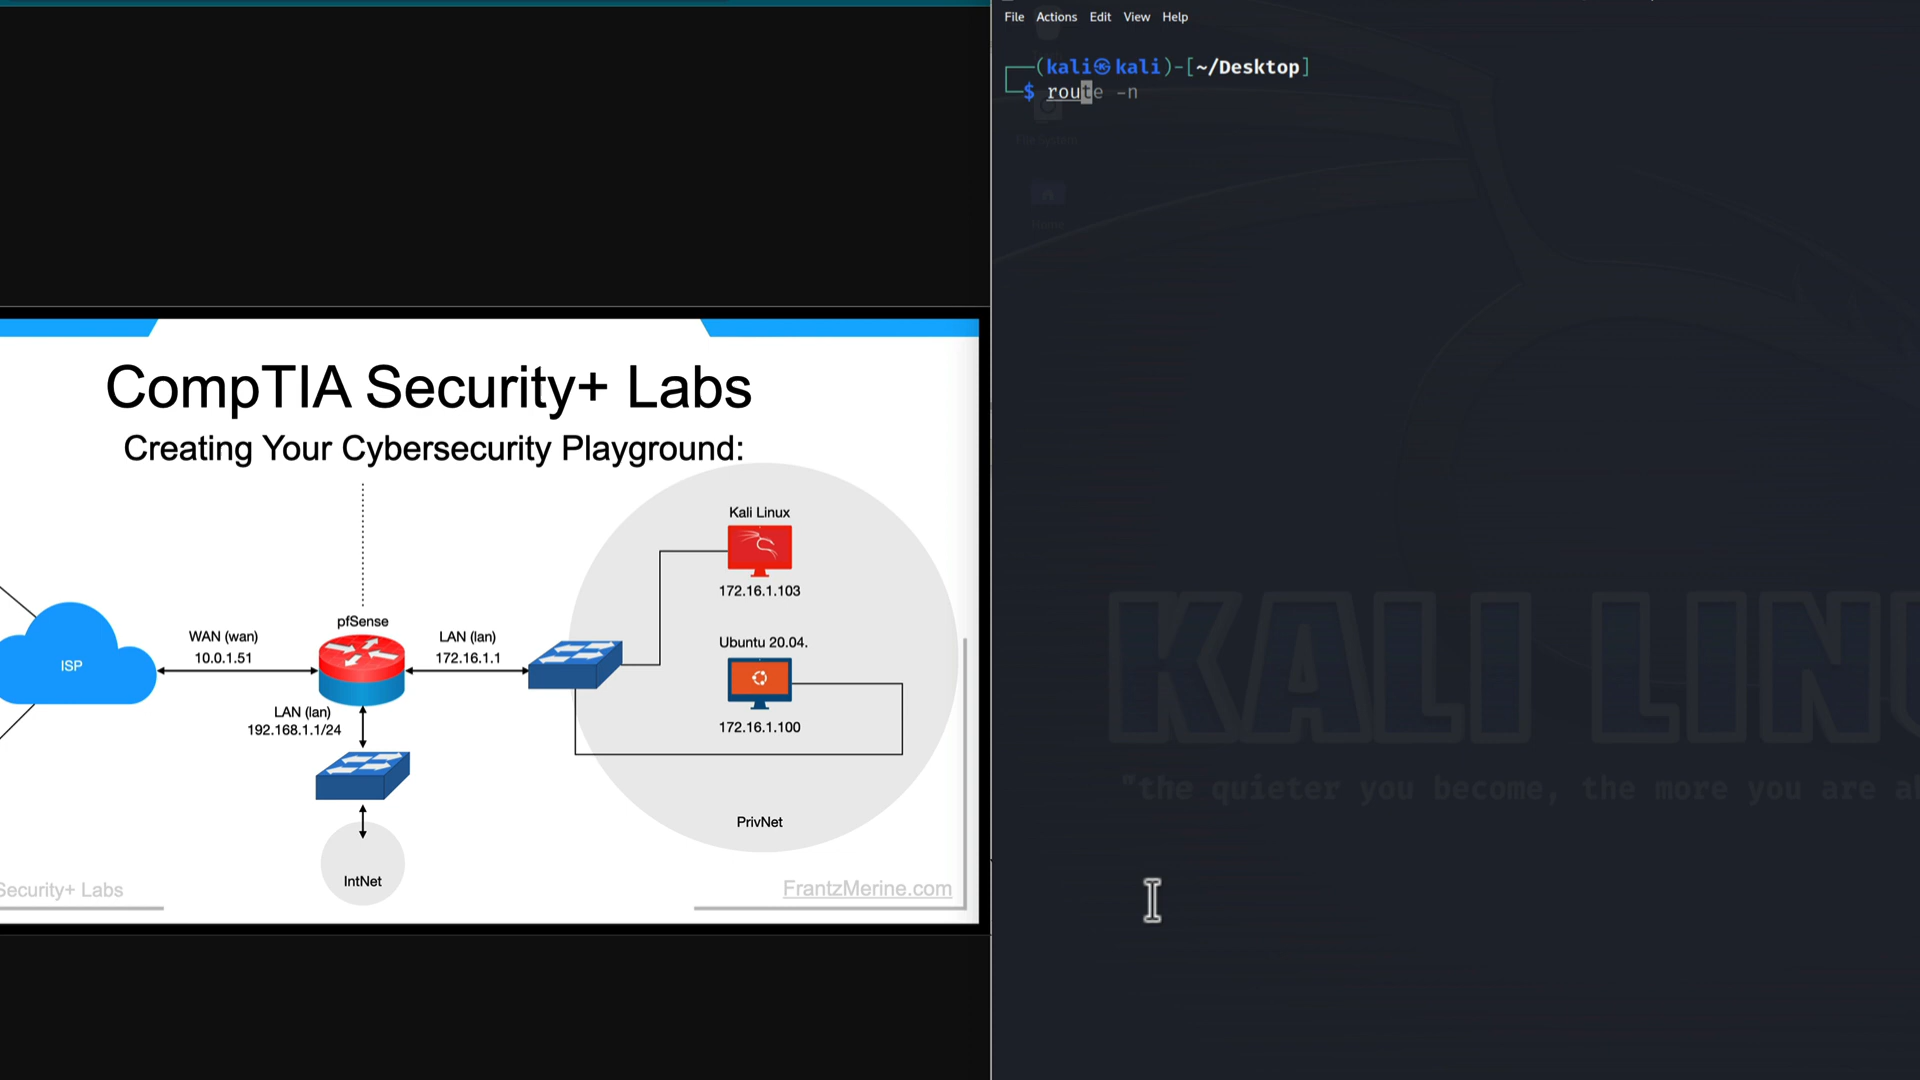 File Actions Edit View Help
(kali㉿kali)-[~/Desktop]
$ route -n
File System
Home
KALI LIN
"the quieter you become, the more you are a
CompTIA Security+ Labs
Creating Your Cybersecurity Playground:
Kali Linux
172.16.1.103
pfSense
WAN (wan)
10.0.1.51
LAN (lan)
172.16.1.1
Ubuntu 20.04.
172.16.1.100
ISP
LAN (lan)
192.168.1.1/24
PrivNet
IntNet
Security+ Labs
FrantzMerine.com